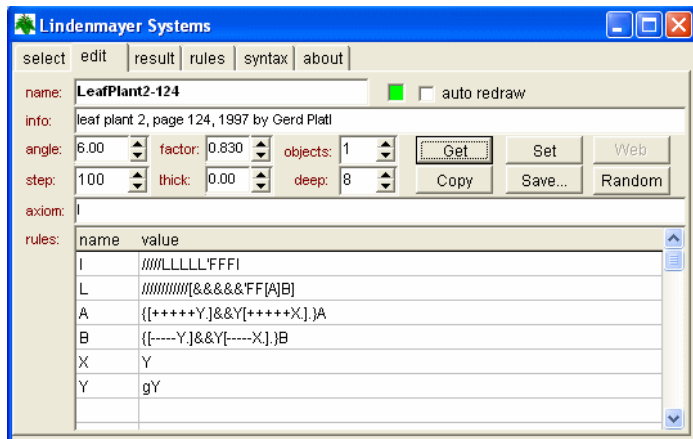 Lindenmayer Systems
select edit result rules syntax about
name: LeafPlant2-124 auto redraw
info: leaf plant 2, page 124, 1997 by Gerd Platl
angle: 6.00 factor: 0.830 objects: 1 Get Set Web
step: 100 thick: 0.00 deep: 8 Copy Save... Random
axiom: I
rules: name value
I /////LLLLL'FFFI
L ////////////[&&&&&'FF[A]B]
A {[+++++Y.]&&Y[+++++X.].}A
B {[-----Y.]&&Y[-----X.].}B
X Y
Y gY